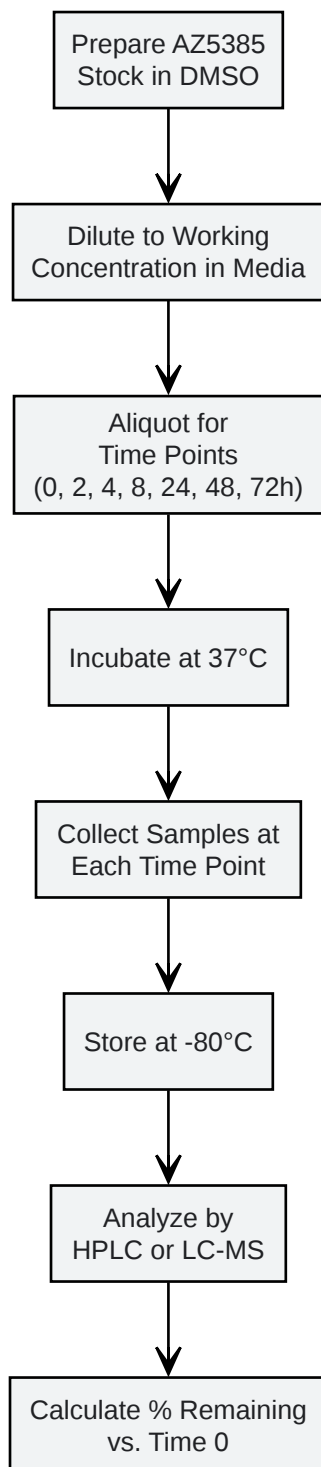 Prepare AZ5385
Stock in DMSO
Dilute to Working
Concentration in Media
Aliquot for
Time Points
(0, 2, 4, 8, 24, 48, 72h)
Incubate at 37°C
Collect Samples at
Each Time Point
Store at -80°C
Analyze by
HPLC or LC-MS
Calculate % Remaining
vs. Time 0